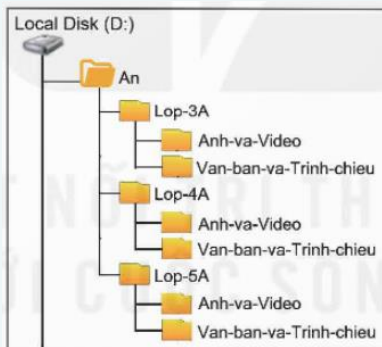 Local Disk (D:)
An
Lop-3A
Anh-va-Video
Van-ban-va-Trinh-chieu
Lop-4A
Anh-va-Video
Van-ban-va-Trinh-chieu
Lop-5A
Anh-va-Video
Van-ban-va-Trinh-chieu